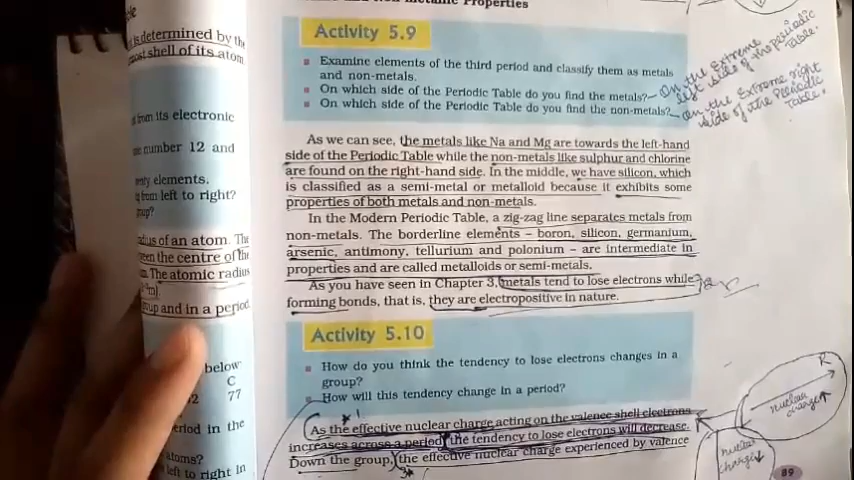 and Non-Metallic Properties
is determined by the
most shell of its atom
from its electronic
number 12 and
enty elements.
from left to right?
group?
radius of an atom. The
een the centre of the
m. The atomic radius
group and in a period
below
C
77
eriod in the
atoms?
left to right in
Activity 5.9
Examine elements of the third period and classify them as metals
and non-metals.
On which side of the Periodic Table do you find the metals?
On which side of the Periodic Table do you find the non-metals?
On the Extreme
left side of the periodic
Table.
On the Extreme right
side of the Periodic
Table.
As we can see, the metals like Na and Mg are towards the left-hand
side of the Periodic Table while the non-metals like sulphur and chlorine
are found on the right-hand side. In the middle, we have silicon, which
is classified as a semi-metal or metalloid because it exhibits some
properties of both metals and non-metals.
In the Modern Periodic Table, a zig-zag line separates metals from
non-metals. The borderline elements – boron, silicon, germanium,
arsenic, antimony, tellurium and polonium – are intermediate in
properties and are called metalloids or semi-metals.
As you have seen in Chapter 3, metals tend to lose electrons while
forming bonds, that is, they are electropositive in nature.
Activity 5.10
How do you think the tendency to lose electrons changes in a
group?
How will this tendency change in a period?
As the effective nuclear charge acting on the valence shell electrons
increases across a period, the tendency to lose electrons will decrease.
Down the group, the effective nuclear charge experienced by valence
R
nuclear
charge↑
nuclear
charge↓
89